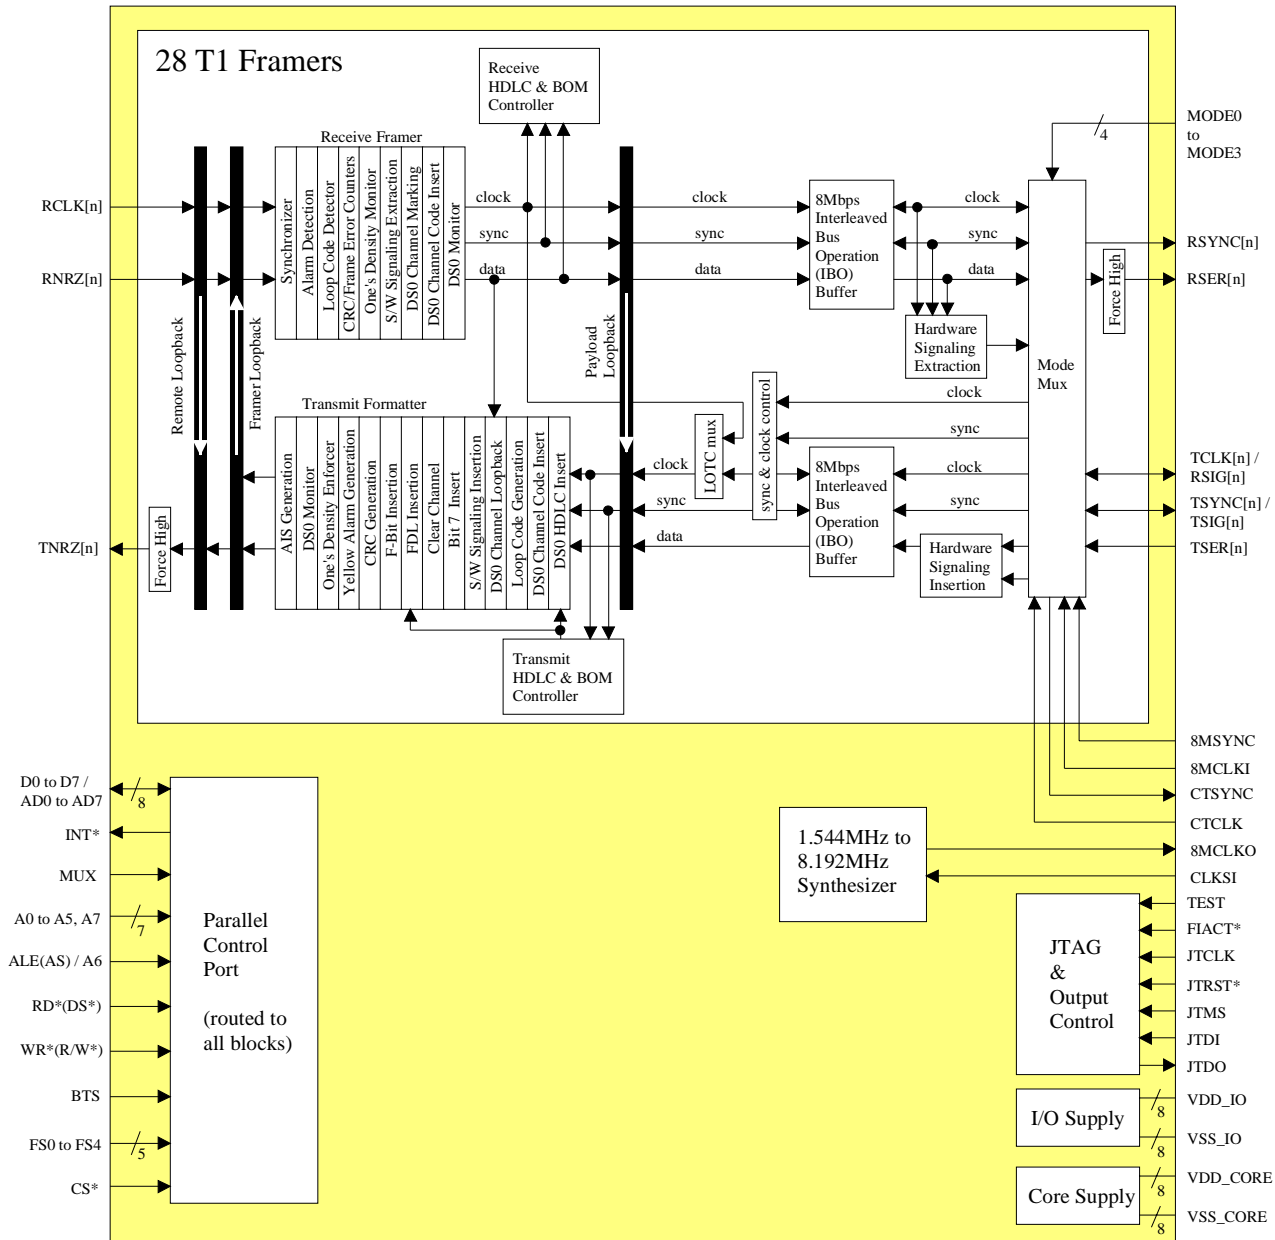 28 T1 Framers
Receive
HDLC & BOM
Controller
MODE0
to
MODE3
4
Receive Framer
RCLK[n]
RNRZ[n]
Synchronizer
Alarm Detection
Loop Code Detector
CRC/Frame Error Counters
One's Density Monitor
S/W Signaling Extraction
DS0 Channel Marking
DS0 Channel Code Insert
DS0 Monitor
clock
sync
data
clock
sync
data
8Mbps
Interleaved
Bus
Operation
(IBO)
Buffer
clock
sync
data
RSYNC[n]
RSER[n]
Force High
Hardware
Signaling
Extraction
Mode
Mux
Remote Loopback
Framer Loopback
Payload
Loopback
Transmit Formatter
AIS Generation
DS0 Monitor
One's Density Enforcer
Yellow Alarm Generation
CRC Generation
F-Bit Insertion
FDL Insertion
Clear Channel
Bit 7 Insert
S/W Signaling Insertion
DS0 Channel Loopback
Loop Code Generation
DS0 Channel Code Insert
DS0 HDLC Insert
clock
sync
data
LOTC mux
sync & clock control
clock
sync
8Mbps
Interleaved
Bus
Operation
(IBO)
Buffer
clock
sync
Hardware
Signaling
Insertion
TCLK[n] /
RSIG[n]
TSYNC[n] /
TSIG[n]
TSER[n]
TNRZ[n]
Force High
Transmit
HDLC & BOM
Controller
8MSYNC
8MCLKI
CTSYNC
CTCLK
8MCLKO
CLKSI
1.544MHz to
8.192MHz
Synthesizer
D0 to D7 /
AD0 to AD7
8
INT*
MUX
A0 to A5, A7
7
ALE(AS) / A6
RD*(DS*)
WR*(R/W*)
BTS
FS0 to FS4
5
CS*
Parallel
Control
Port
(routed to
all blocks)
JTAG
&
Output
Control
TEST
FIACT*
JTCLK
JTRST*
JTMS
JTDI
JTDO
I/O Supply
8
VDD_IO
8
VSS_IO
Core Supply
8
VDD_CORE
8
VSS_CORE